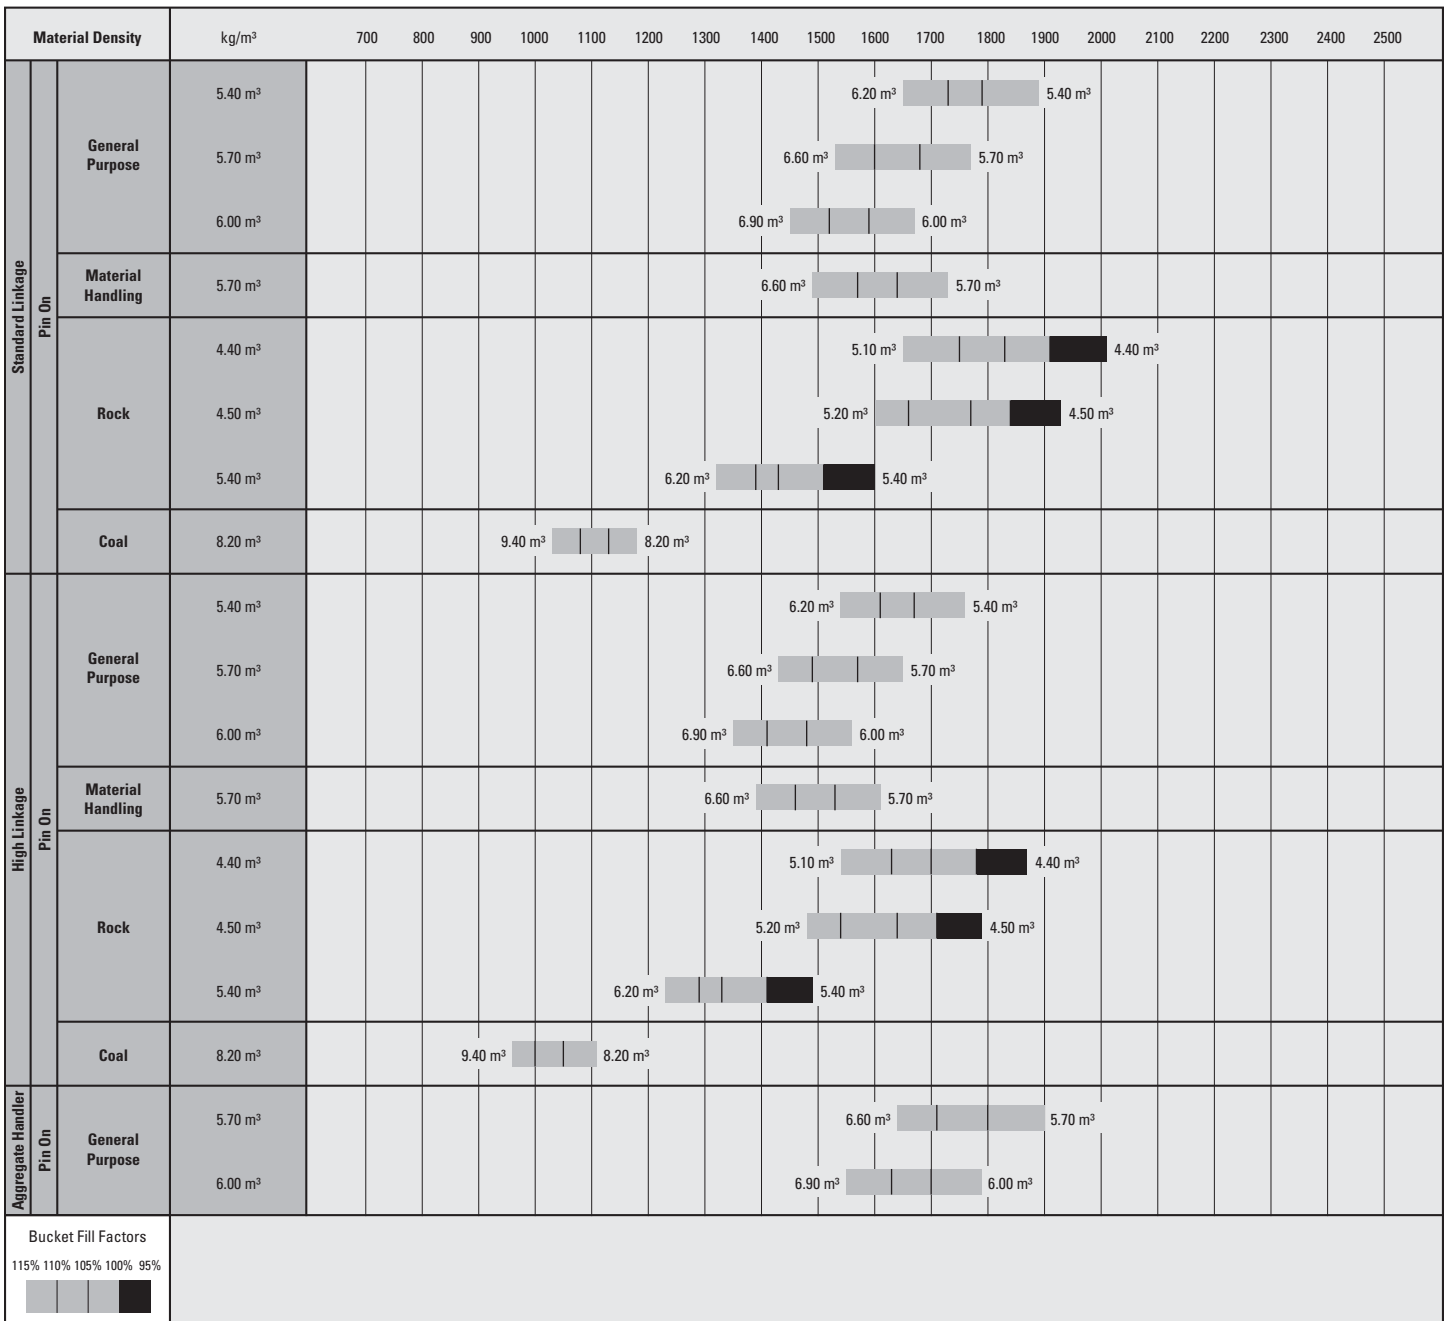 Material Density kg/m³ 700 800 900 1000 1100 1200 1300 1400 1500 1600 1700 1800 1900 2000 2100 2200 2300 2400 2500
Standard Linkage
Pin On
General
Purpose
5.40 m³ 6.20 m³ 5.40 m³
5.70 m³ 6.60 m³ 5.70 m³
6.00 m³ 6.90 m³ 6.00 m³
Material
Handling
5.70 m³ 6.60 m³ 5.70 m³
Rock
4.40 m³ 5.10 m³ 4.40 m³
4.50 m³ 5.20 m³ 4.50 m³
5.40 m³ 6.20 m³ 5.40 m³
Coal 8.20 m³ 9.40 m³ 8.20 m³
High Linkage
Pin On
General
Purpose
5.40 m³ 6.20 m³ 5.40 m³
5.70 m³ 6.60 m³ 5.70 m³
6.00 m³ 6.90 m³ 6.00 m³
Material
Handling
5.70 m³ 6.60 m³ 5.70 m³
Rock
4.40 m³ 5.10 m³ 4.40 m³
4.50 m³ 5.20 m³ 4.50 m³
5.40 m³ 6.20 m³ 5.40 m³
Coal 8.20 m³ 9.40 m³ 8.20 m³
Aggregate Handler
Pin On
General
Purpose
5.70 m³ 6.60 m³ 5.70 m³
6.00 m³ 6.90 m³ 6.00 m³
Bucket Fill Factors
115% 110% 105% 100% 95%